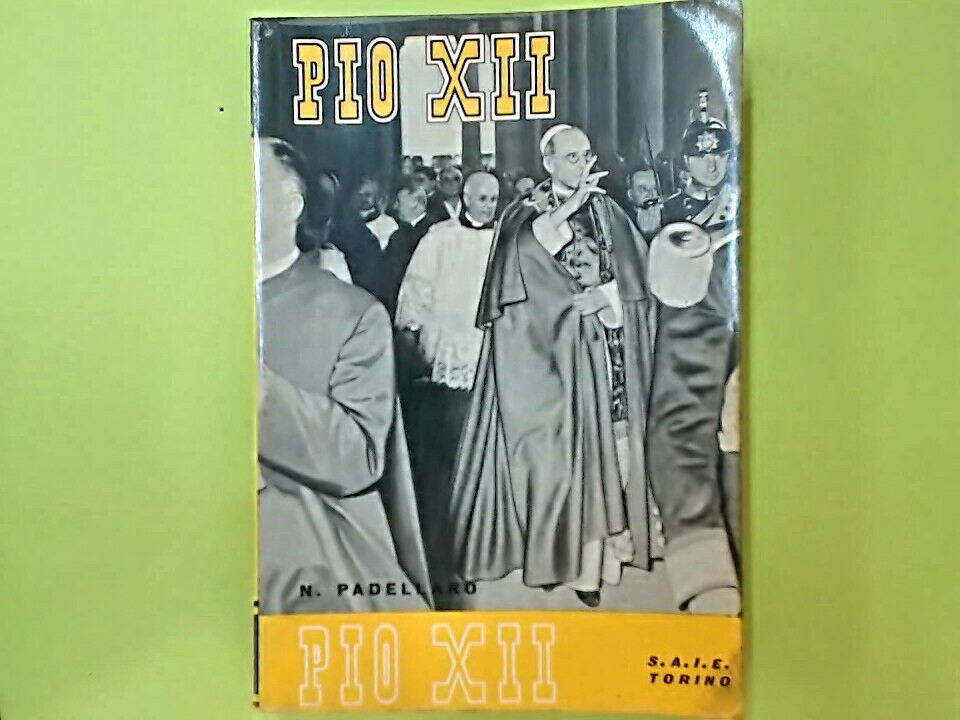 PIO XII
N. PADELLARO
PIO XII
S.A.I.E.
TORINO